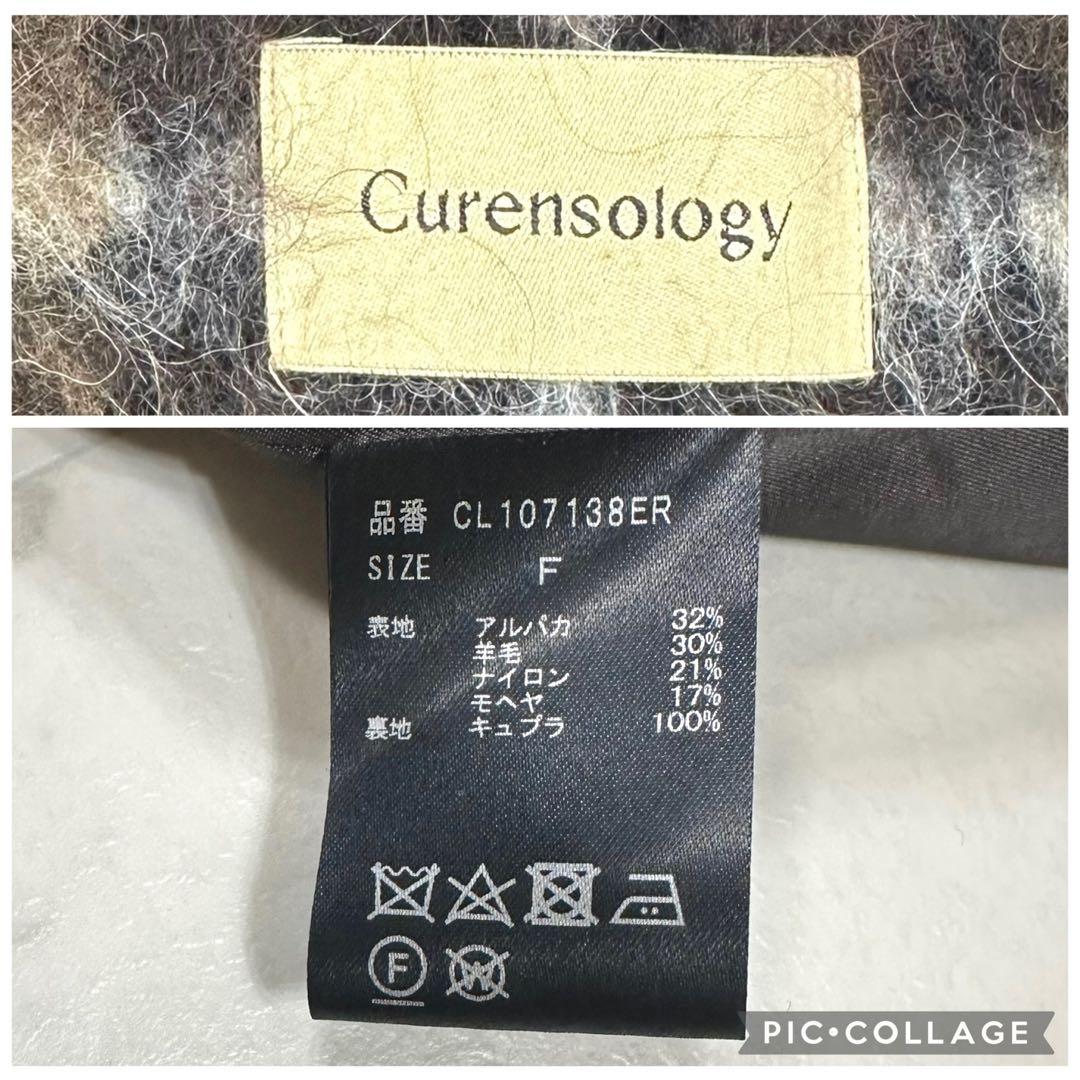 Curensology
品番 CL107138ER
SIZE F
表地 アルパカ 32%
羊毛 30%
ナイロン 21%
モヘヤ 17%
裏地 キュプラ 100%
F
W
PIC•COLLAGE